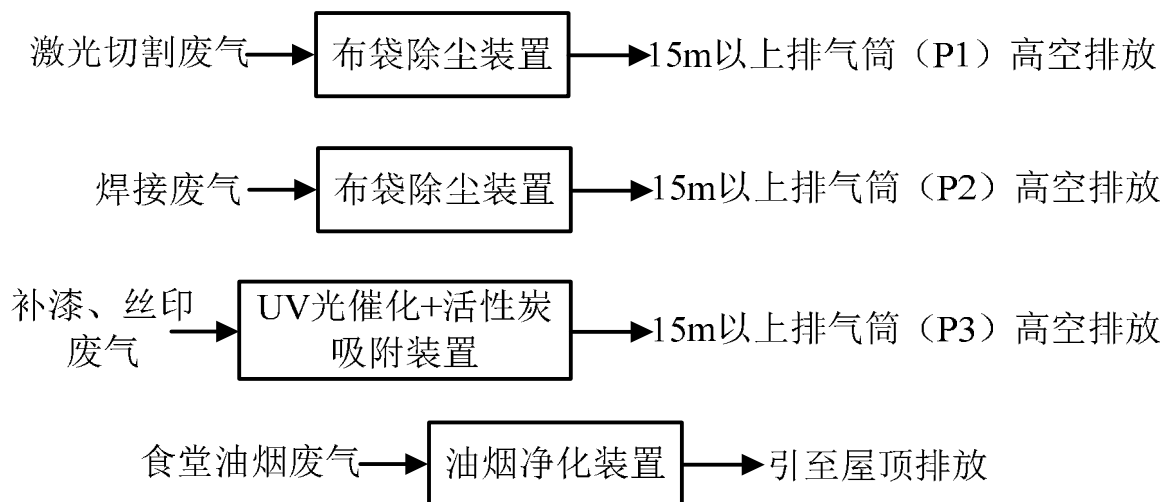 激光切割废气 布袋除尘装置 15m以上排气筒（P1）高空排放
焊接废气 布袋除尘装置 15m以上排气筒（P2）高空排放
补漆、丝印
废气
UV光催化+活性炭
吸附装置
15m以上排气筒（P3）高空排放
食堂油烟废气 油烟净化装置 引至屋顶排放